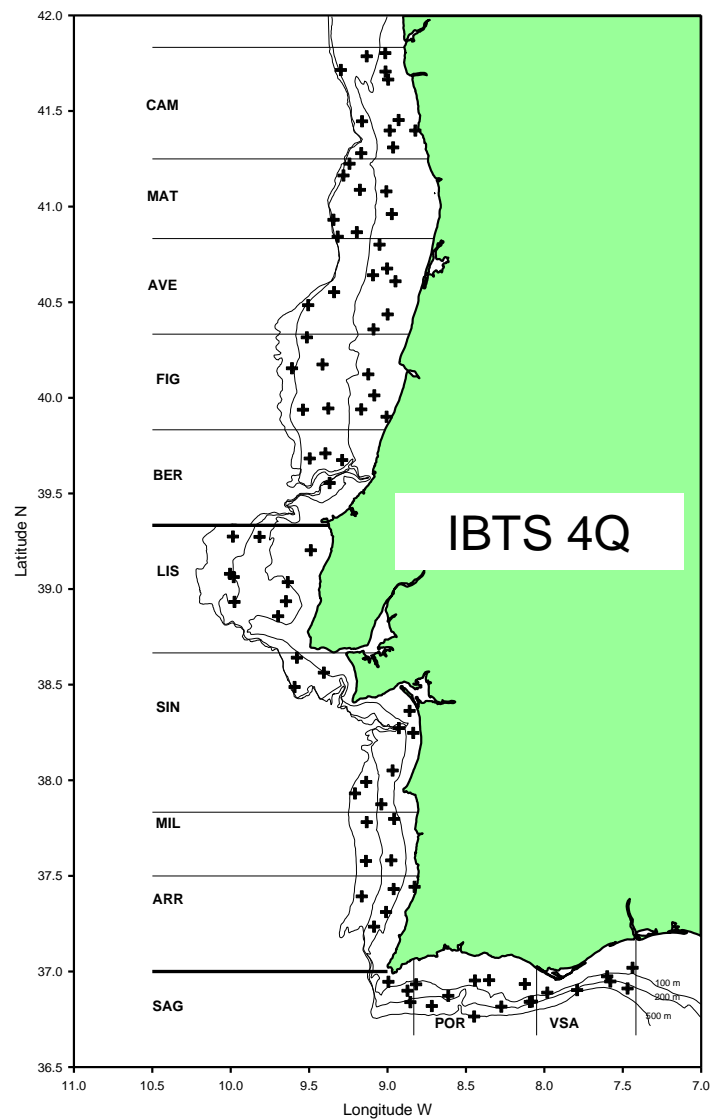 42.0
41.5
41.0
40.5
40.0
39.5
39.0
38.5
38.0
37.5
37.0
36.5
Latitude N
CAM
MAT
AVE
FIG
BER
LIS
SIN
MIL
ARR
SAG
IBTS 4Q
POR
VSA
100 m
200 m
500 m
11.0 10.5 10.0 9.5 9.0 8.5 8.0 7.5 7.0
Longitude W